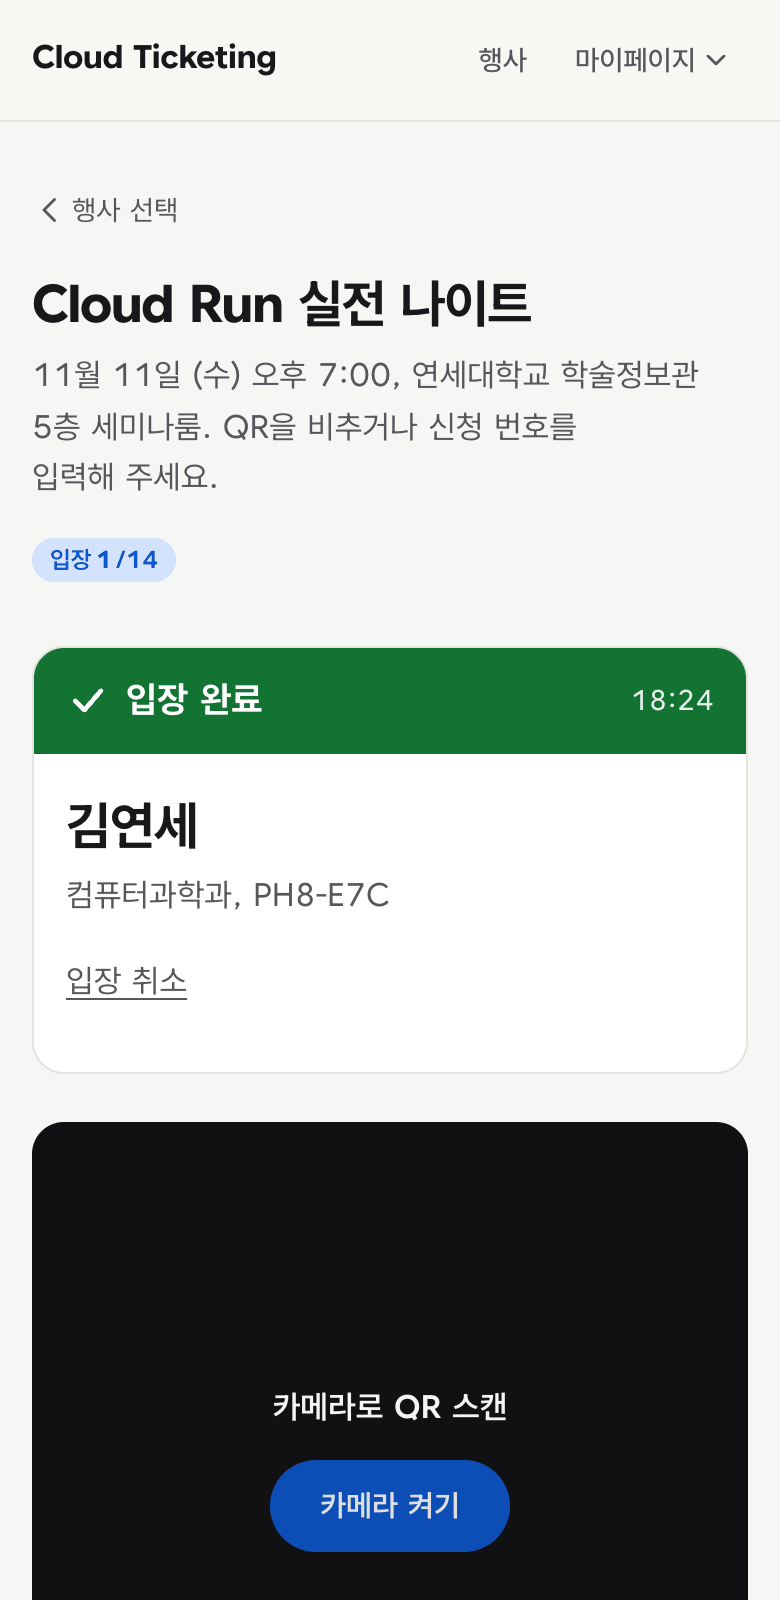 Cloud Ticketing
행사
마이페이지
행사 선택
Cloud Run 실전 나이트
11월 11일 (수) 오후 7:00, 연세대학교 학술정보관
5층 세미나룸. QR을 비추거나 신청 번호를
입력해 주세요.
입장 1/14
입장 완료
18:24
김연세
컴퓨터과학과, PH8-E7C
입장 취소
카메라로 QR 스캔
카메라 켜기